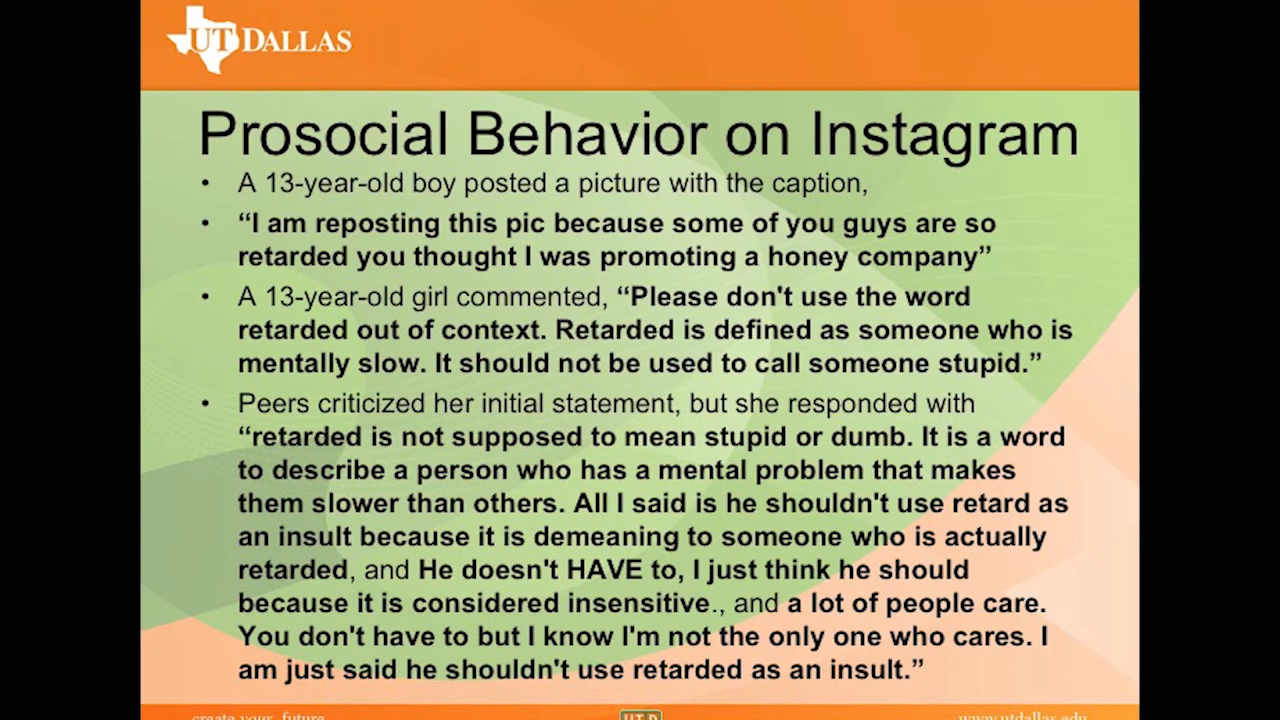 UT DALLAS
Prosocial Behavior on Instagram
• A 13-year-old boy posted a picture with the caption,
• “I am reposting this pic because some of you guys are so
retarded you thought I was promoting a honey company”
• A 13-year-old girl commented, “Please don't use the word
retarded out of context. Retarded is defined as someone who is
mentally slow. It should not be used to call someone stupid.”
• Peers criticized her initial statement, but she responded with
“retarded is not supposed to mean stupid or dumb. It is a word
to describe a person who has a mental problem that makes
them slower than others. All I said is he shouldn't use retard as
an insult because it is demeaning to someone who is actually
retarded, and He doesn't HAVE to, I just think he should
because it is considered insensitive., and a lot of people care.
You don't have to but I know I'm not the only one who cares. I
am just said he shouldn't use retarded as an insult.”
create your future UT D www.utdallas.edu